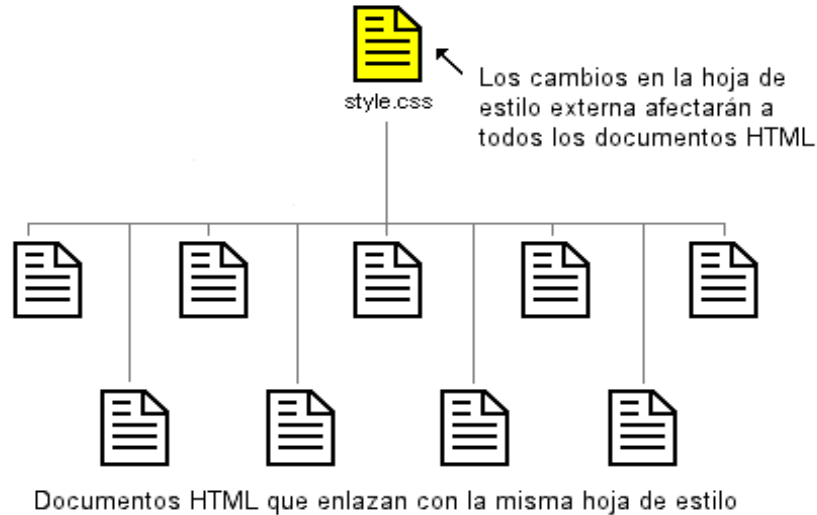 style.css
Los cambios en la hoja de
estilo externa afectarán a
todos los documentos HTML
Documentos HTML que enlazan con la misma hoja de estilo